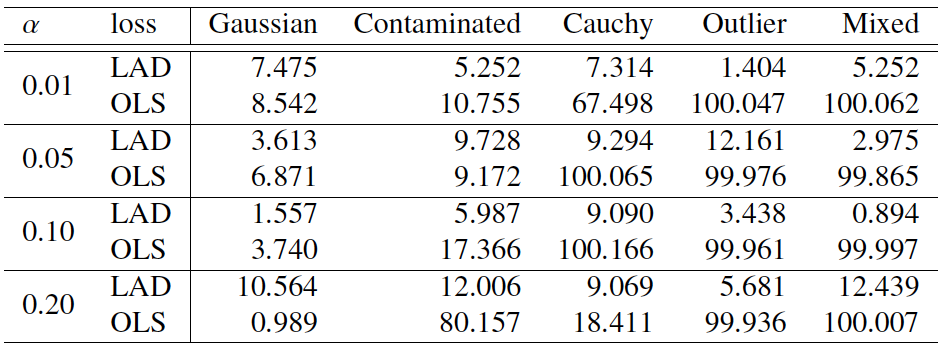 α loss Gaussian Contaminated Cauchy Outlier Mixed
0.01 LAD 7.475 5.252 7.314 1.404 5.252
OLS 8.542 10.755 67.498 100.047 100.062
0.05 LAD 3.613 9.728 9.294 12.161 2.975
OLS 6.871 9.172 100.065 99.976 99.865
0.10 LAD 1.557 5.987 9.090 3.438 0.894
OLS 3.740 17.366 100.166 99.961 99.997
0.20 LAD 10.564 12.006 9.069 5.681 12.439
OLS 0.989 80.157 18.411 99.936 100.007